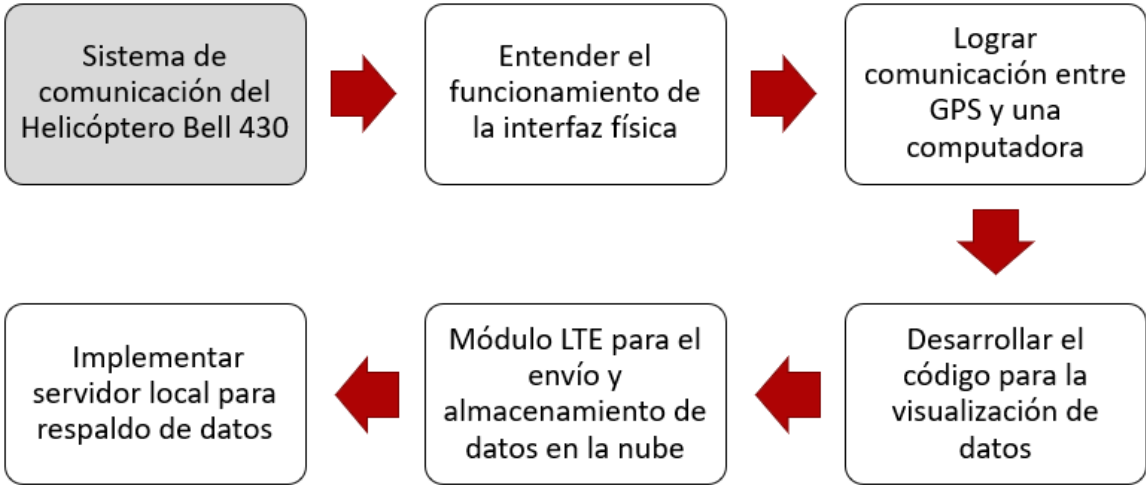 Sistema de
comunicación del
Helicóptero Bell 430
Entender el
funcionamiento de
la interfaz física
Lograr
comunicación entre
GPS y una
computadora
Desarrollar el
código para la
visualización de
datos
Módulo LTE para el
envío y
almacenamiento de
datos en la nube
Implementar
servidor local para
respaldo de datos